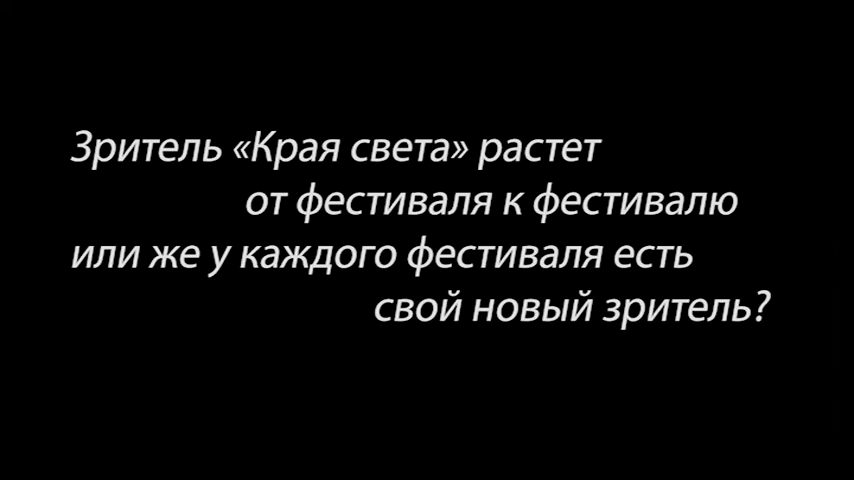 Зритель «Края света» растет
от фестиваля к фестивалю
или же у каждого фестиваля есть
свой новый зритель?